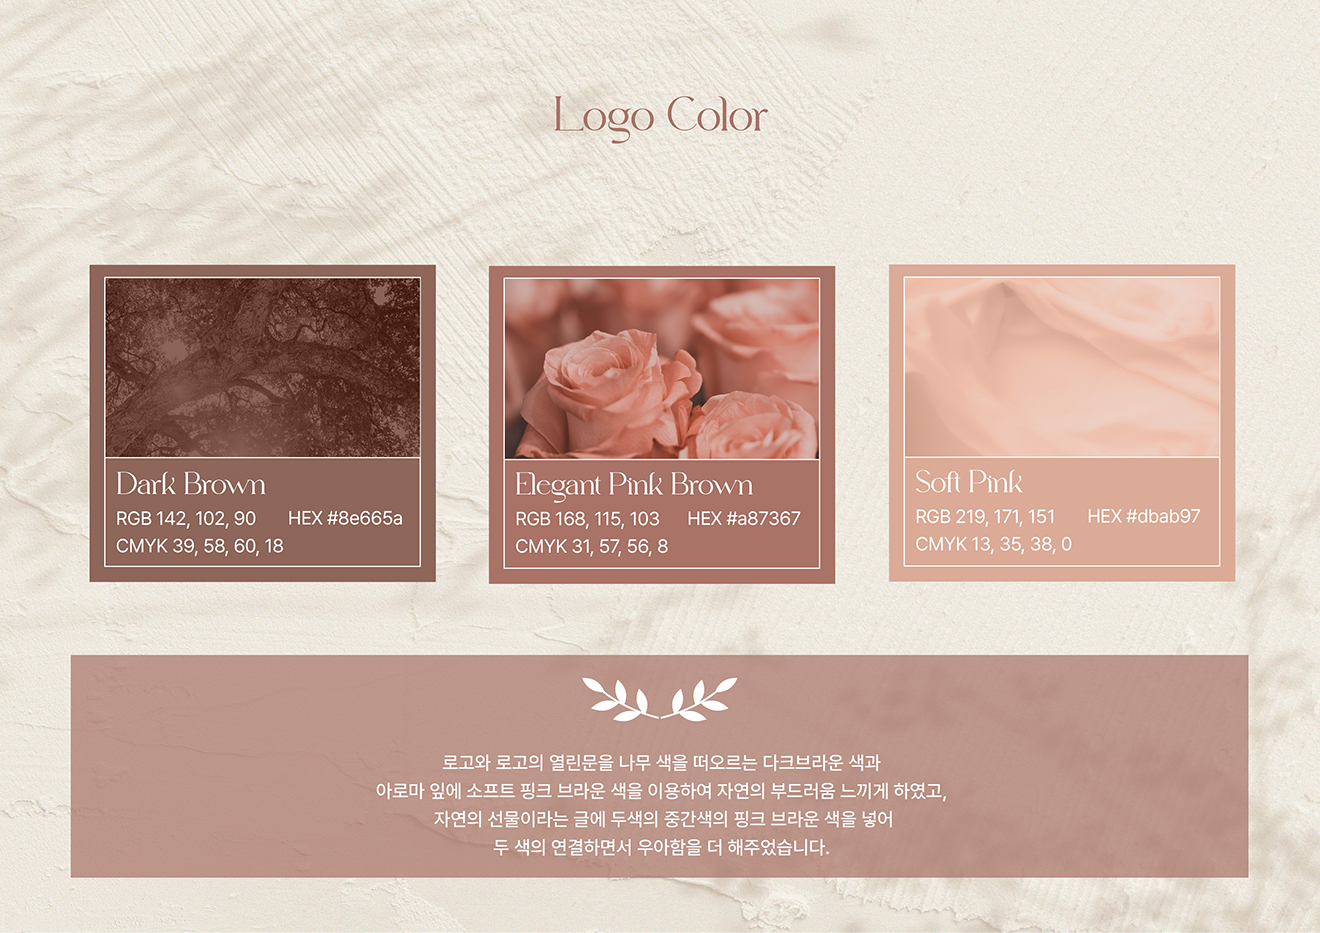 Logo Color
Dark Brown
RGB 142, 102, 90 HEX #8e665a
CMYK 39, 58, 60, 18
Elegant Pink Brown
RGB 168, 115, 103 HEX #a87367
CMYK 31, 57, 56, 8
Soft Pink
RGB 219, 171, 151 HEX #dbab97
CMYK 13, 35, 38, 0
로고와 로고의 열린문을 나무 색을 떠오르는 다크브라운 색과
아로마 잎에 소프트 핑크 브라운 색을 이용하여 자연의 부드러움 느끼게 하였고,
자연의 선물이라는 글에 두색의 중간색의 핑크 브라운 색을 넣어
두 색의 연결하면서 우아함을 더 해주었습니다.